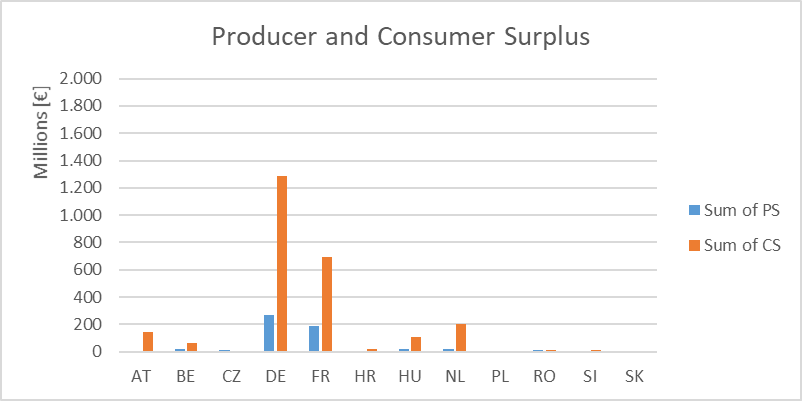 Producer and Consumer Surplus
Millions [€]
2.000
1.800
1.600
1.400
1.200
1.000
800
600
400
200
0
AT BE CZ DE FR HR HU NL PL RO SI SK
Sum of PS
Sum of CS